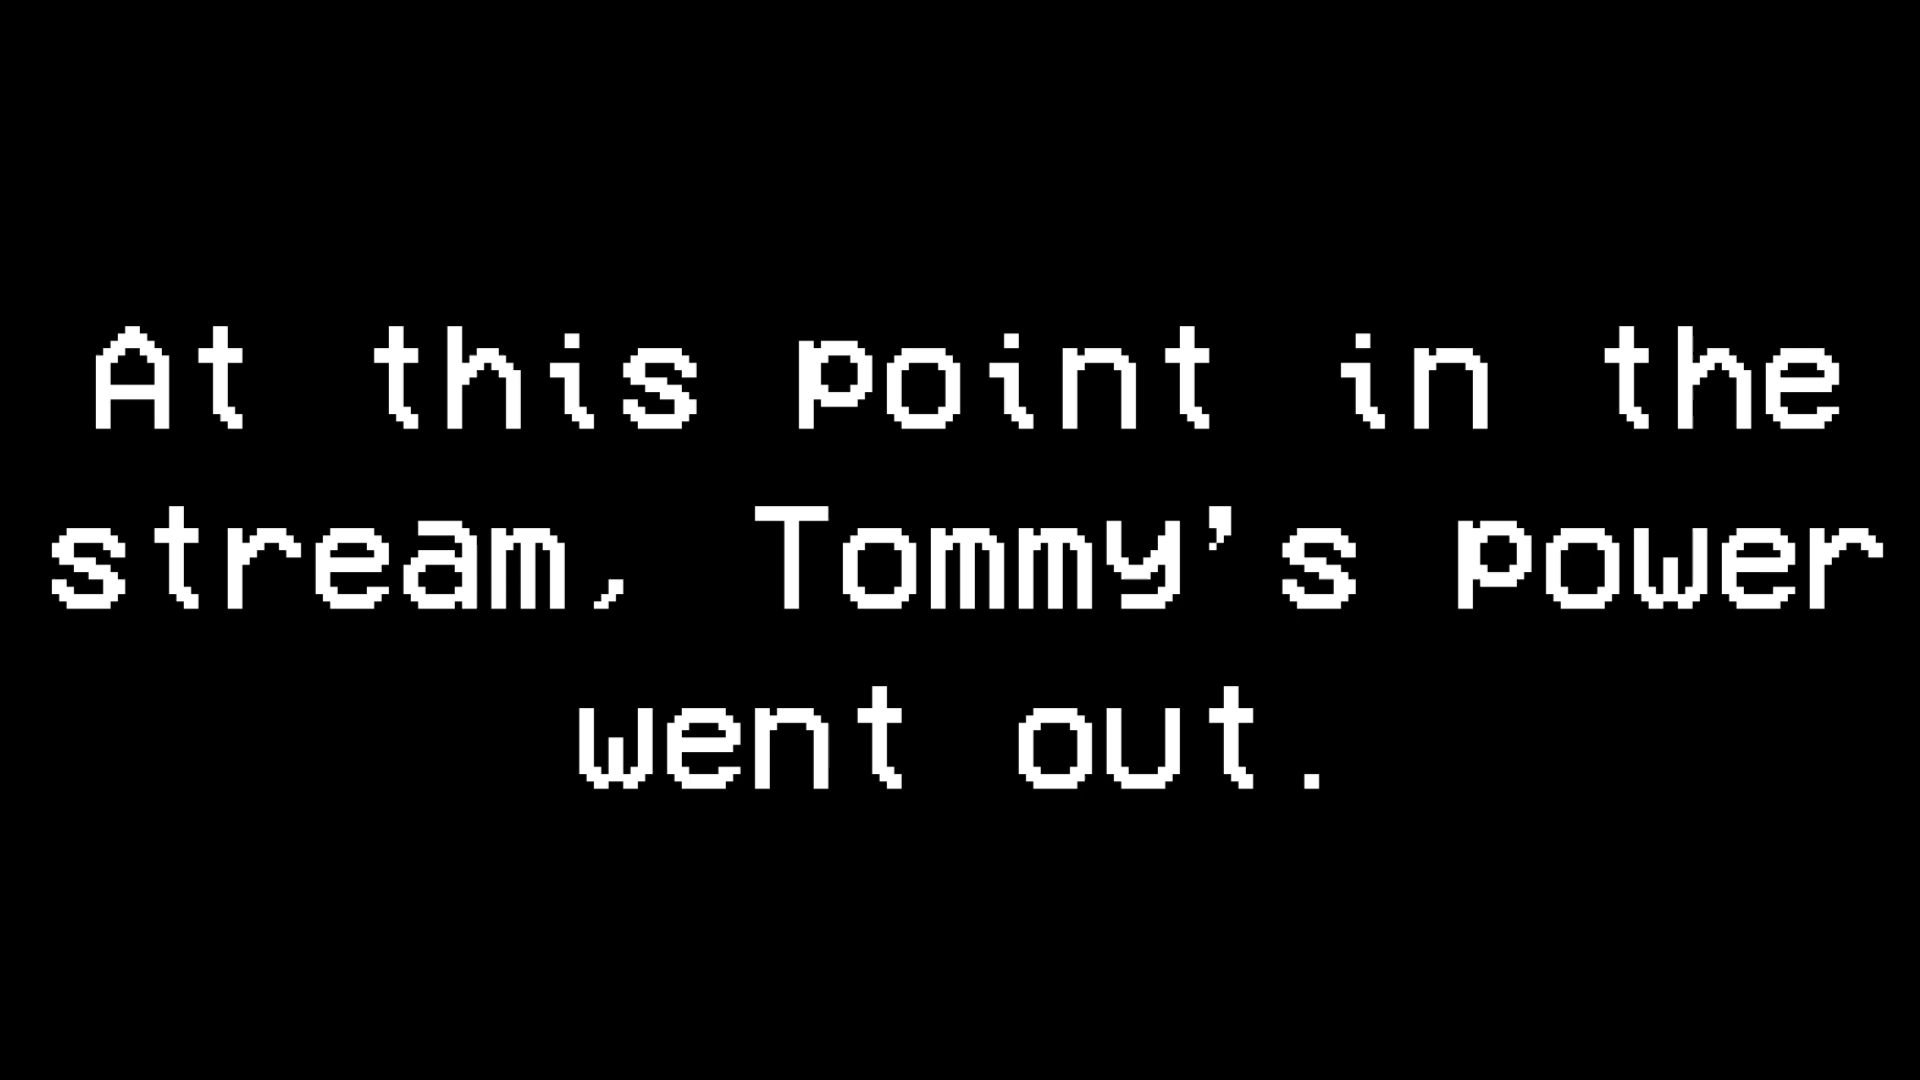 At this point in the
stream, Tommy's power
went out.